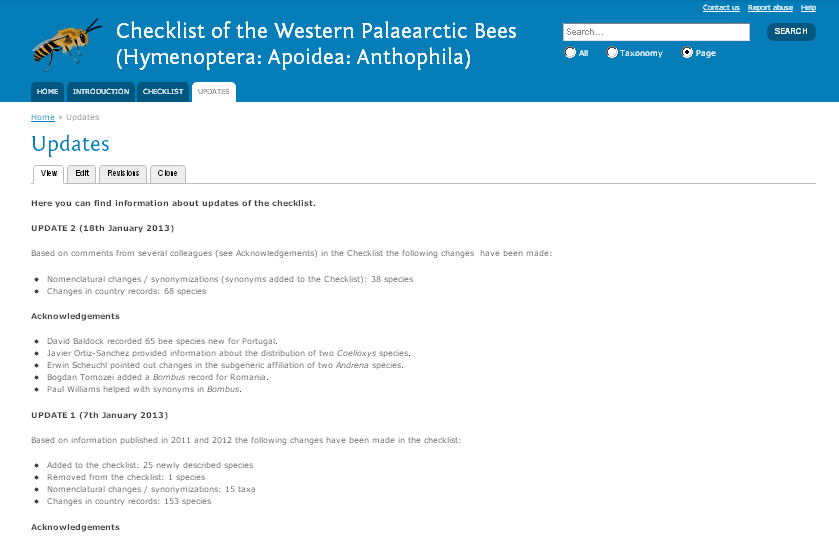 Contact us Report abuse Help
Checklist of the Western Palaearctic Bees
(Hymenoptera: Apoidea: Anthophila)
Search...
SEARCH
All Taxonomy Page
HOME INTRODUCTION CHECKLIST UPDATES
Home » Updates
Updates
View Edit Revisions Clone
Here you can find information about updates of the checklist.
UPDATE 2 (18th January 2013)
Based on comments from several colleagues (see Acknowledgements) in the Checklist the following changes have been made:
Nomenclatural changes / synonymizations (synonyms added to the Checklist): 38 species
Changes in country records: 68 species
Acknowledgements
David Baldock recorded 65 bee species new for Portugal.
Javier Ortiz-Sanchez provided information about the distribution of two Coelioxys species.
Erwin Scheuchl pointed out changes in the subgeneric affiliation of two Andrena species.
Bogdan Tomozei added a Bombus record for Romania.
Paul Williams helped with synonyms in Bombus.
UPDATE 1 (7th January 2013)
Based on information published in 2011 and 2012 the following changes have been made in the checklist:
Added to the checklist: 25 newly described species
Removed from the checklist: 1 species
Nomenclatural changes / synonymizations: 15 taxa
Changes in country records: 153 species
Acknowledgements